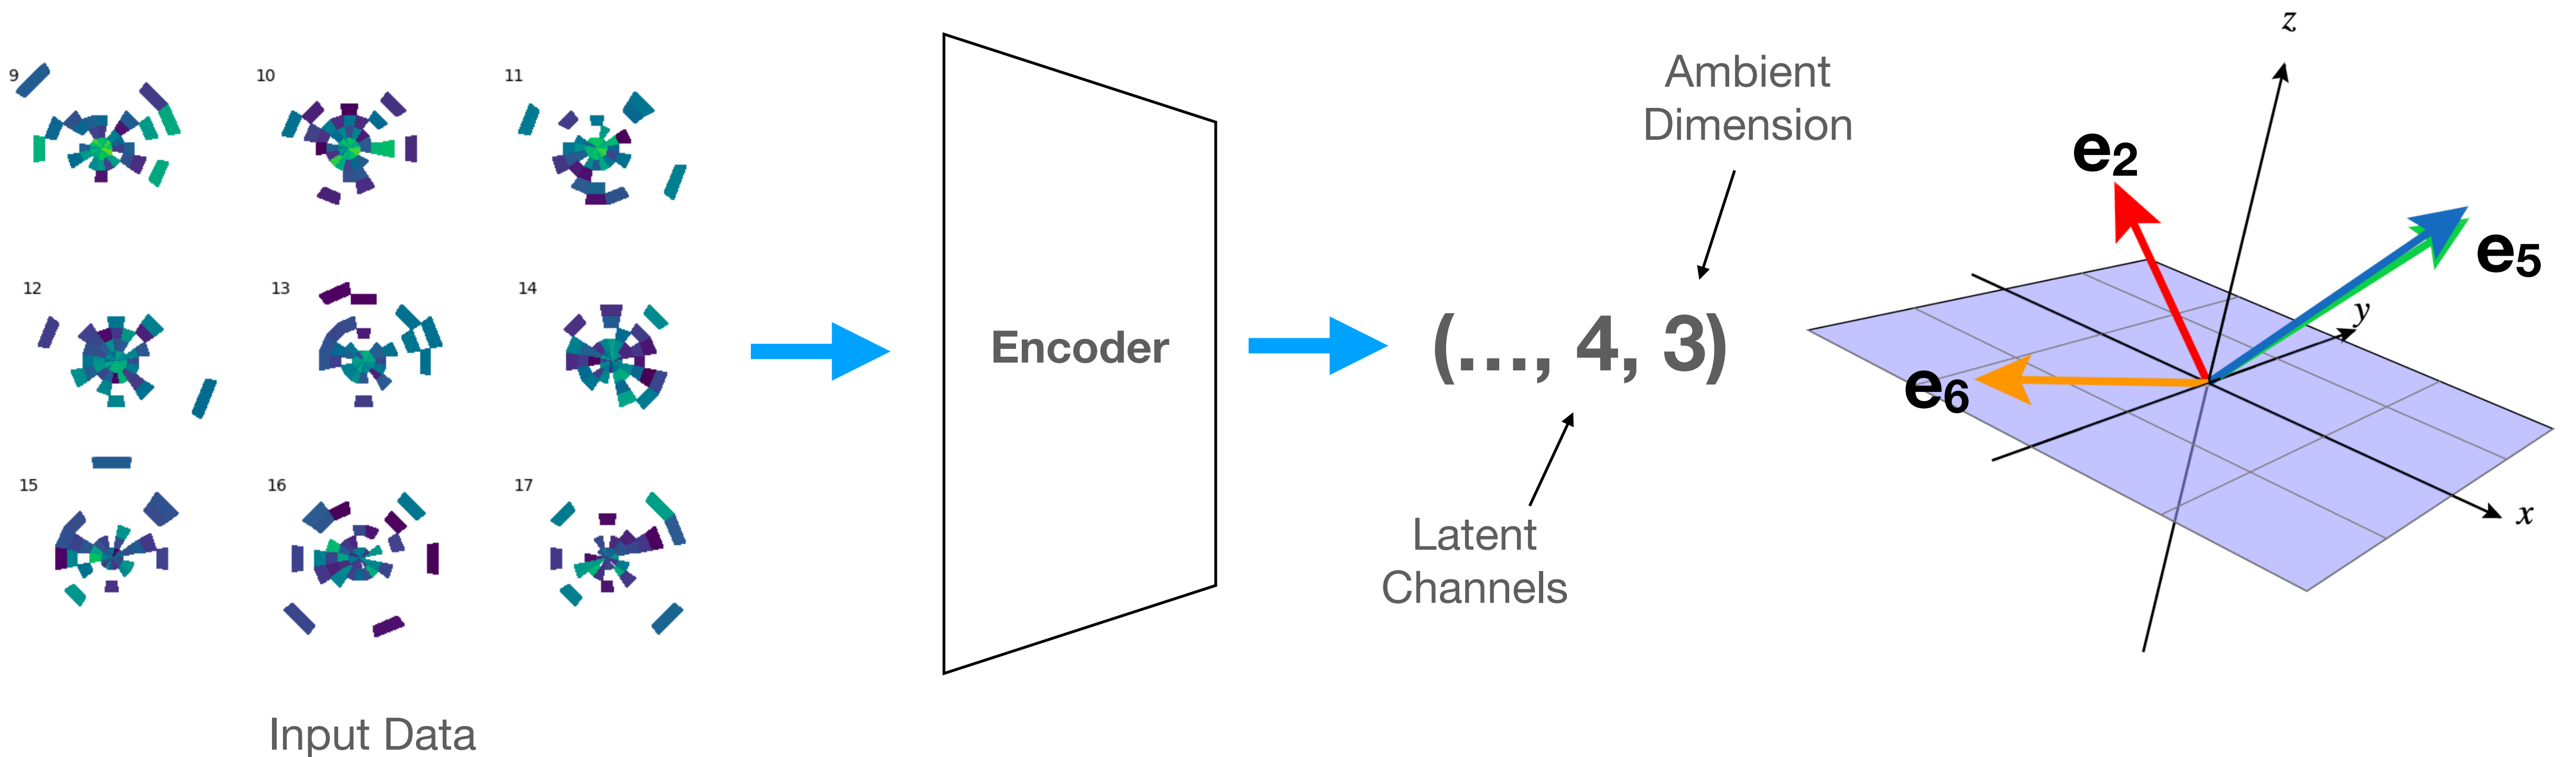 9
10
11
12
13
14
15
16
17
Input Data
Encoder
Ambient
Dimension
(..., 4, 3)
Latent
Channels
z
e2
e5
y
e6
x